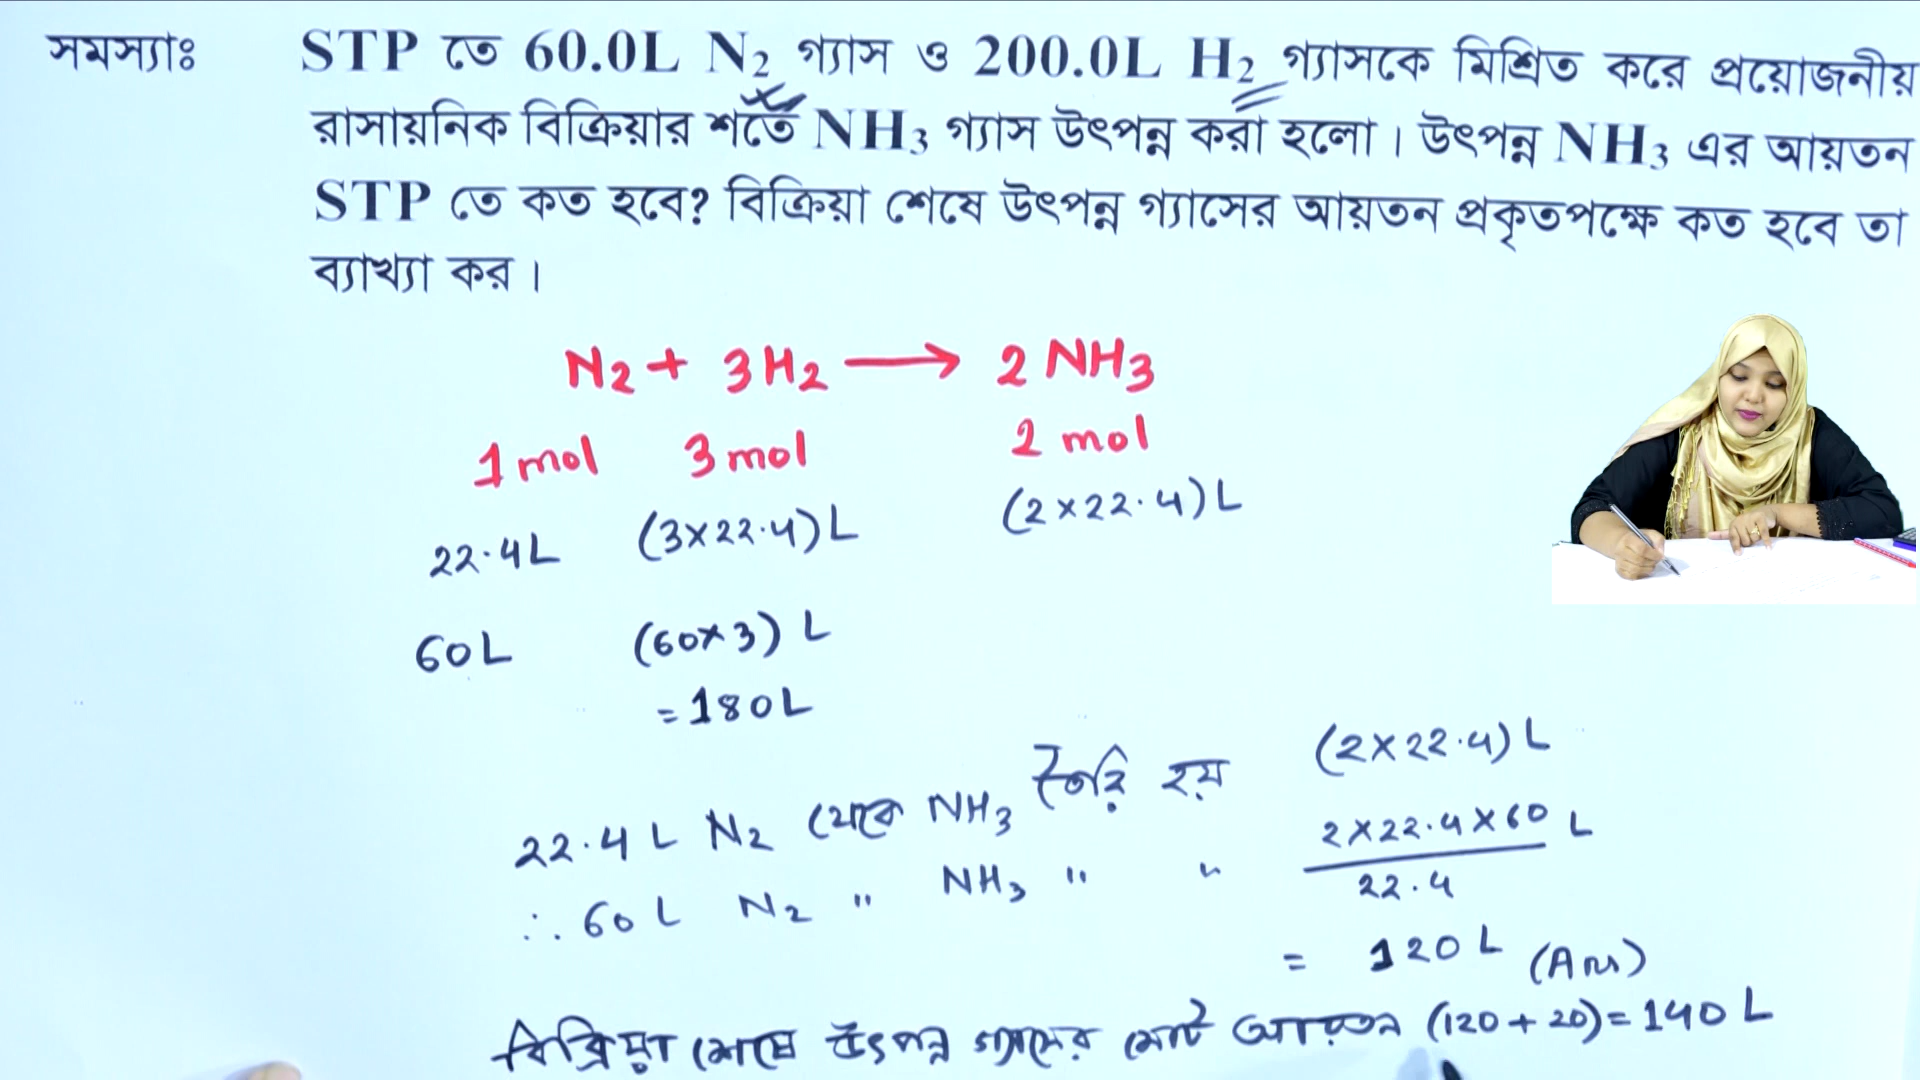 সমস্যাঃ STP তে 60.0L N₂ গ্যাস ও 200.0L H₂ গ্যাসকে মিশ্রিত করে প্রয়োজনীয়
রাসায়নিক বিক্রিয়ার শর্তে NH₃ গ্যাস উৎপন্ন করা হলো। উৎপন্ন NH₃ এর আয়তন
STP তে কত হবে? বিক্রিয়া শেষে উৎপন্ন গ্যাসের আয়তন প্রকৃতপক্ষে কত হবে তা
ব্যাখ্যা কর।
N₂ + 3H₂ ⟶ 2 NH₃
1 mol 3 mol 2 mol
22.4L (3×22.4) L (2×22.4) L
60L (60×3) L
= 180L
22.4 L N₂ থেকে NH₃ তৈরি হয় (2×22.4) L
∴ 60 L N₂ " NH₃ " " 2×22.4×60 L
22.4
= 120 L (Ans)
বিক্রিয়া শেষে উৎপন্ন গ্যাসের মোট আয়তন (120+20) = 140 L